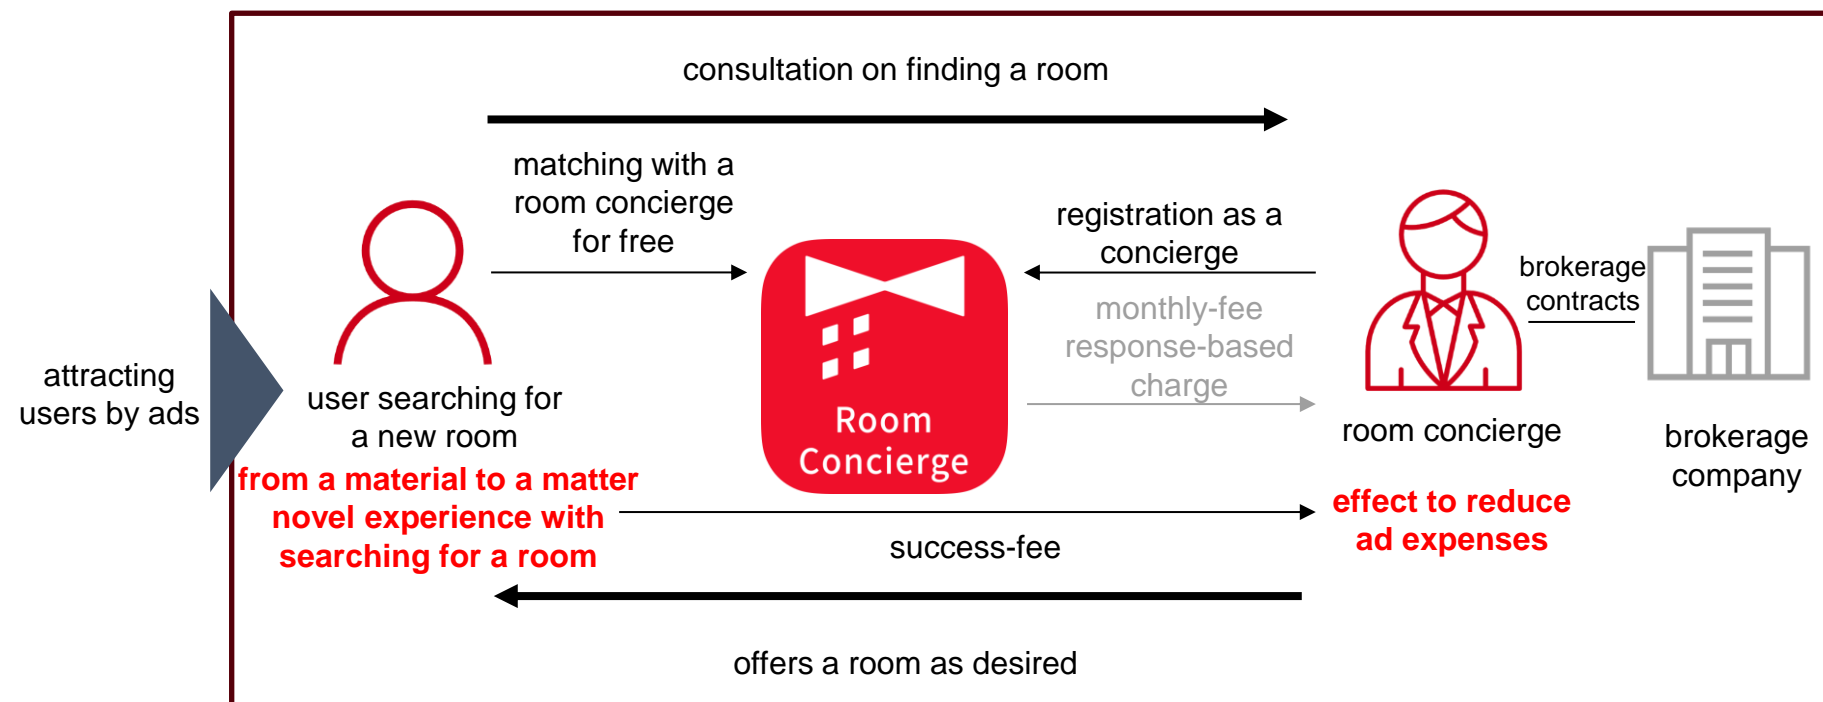 consultation on finding a room
matching with a
room concierge
for free
registration as a
concierge
brokerage
contracts
monthly-fee
response-based
charge
attracting
users by ads
user searching for
a new room
Room
Concierge
room concierge
brokerage
company
from a material to a matter
novel experience with
searching for a room
effect to reduce
ad expenses
success-fee
offers a room as desired